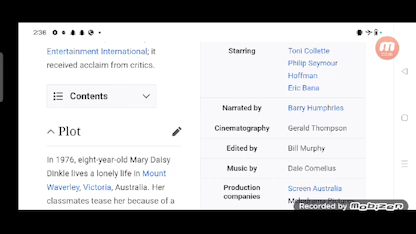 2:36
Entertainment International; it
received acclaim from critics.
Contents
Plot
In 1976, eight-year-old Mary Daisy
Dinkle lives a lonely life in Mount
Waverley, Victoria, Australia. Her
classmates tease her because of a
Starring
Toni Collette
Philip Seymour
Hoffman
Eric Bana
Narrated by
Barry Humphries
Cinematography
Gerald Thompson
Edited by
Bill Murphy
Music by
Dale Cornelius
Production
companies
Screen Australia
Recorded by
Mobizen